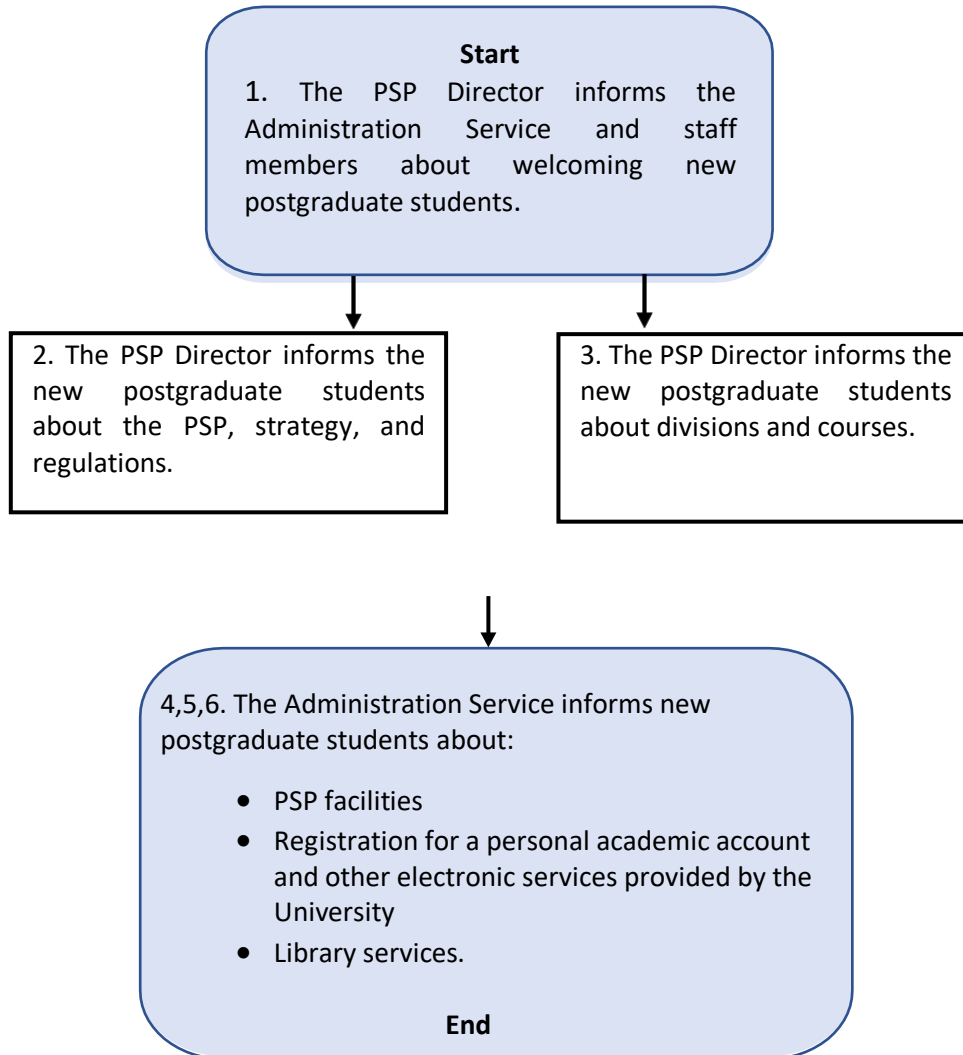 Start
1. The PSP Director informs the
Administration Service and staff
members about welcoming new
postgraduate students.
2. The PSP Director informs the
new postgraduate students
about the PSP, strategy, and
regulations.
3. The PSP Director informs the
new postgraduate students
about divisions and courses.
4,5,6. The Administration Service informs new
postgraduate students about:
• PSP facilities
• Registration for a personal academic account
and other electronic services provided by the
University
• Library services.
End